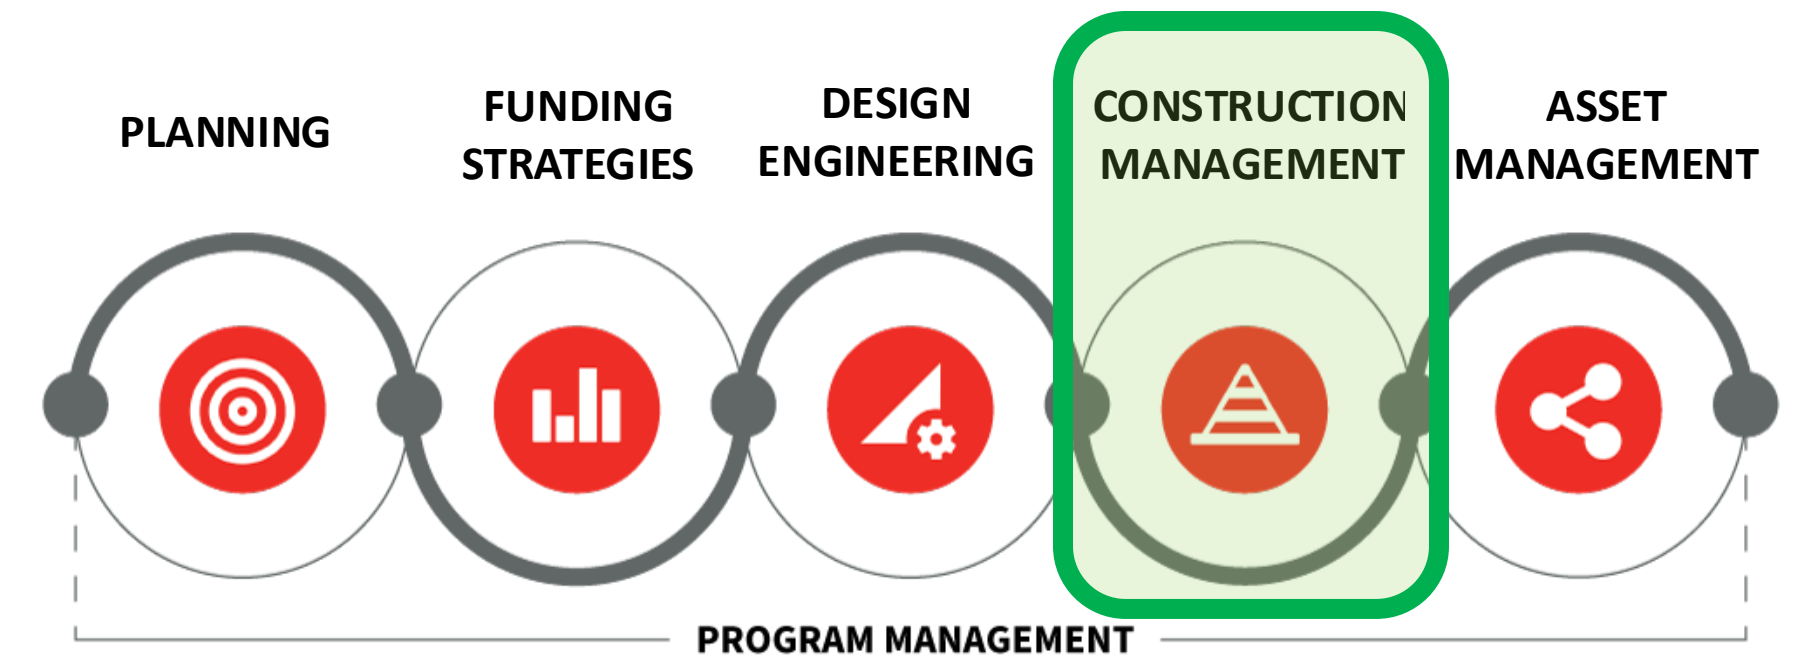 PLANNING
FUNDING
STRATEGIES
DESIGN
ENGINEERING
CONSTRUCTION
MANAGEMENT
ASSET
MANAGEMENT
PROGRAM MANAGEMENT